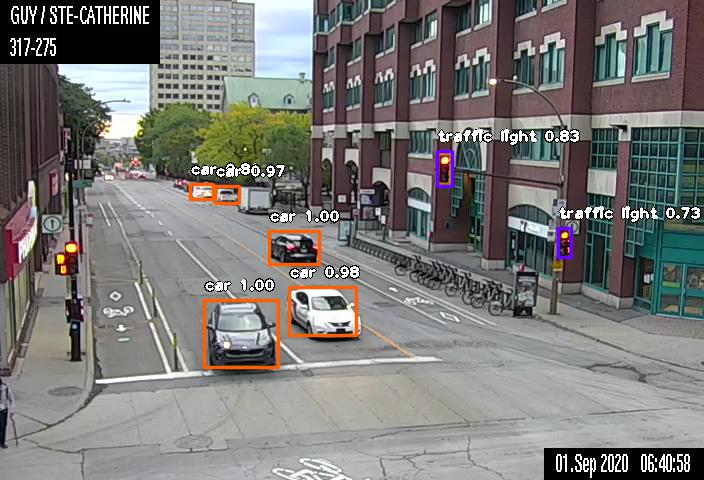 GUY / STE-CATHERINE
317-275
traffic light 0.83
car 0.97
traffic light 0.73
car 1.00
car 0.98
car 1.00
01.Sep 2020 06:40:58